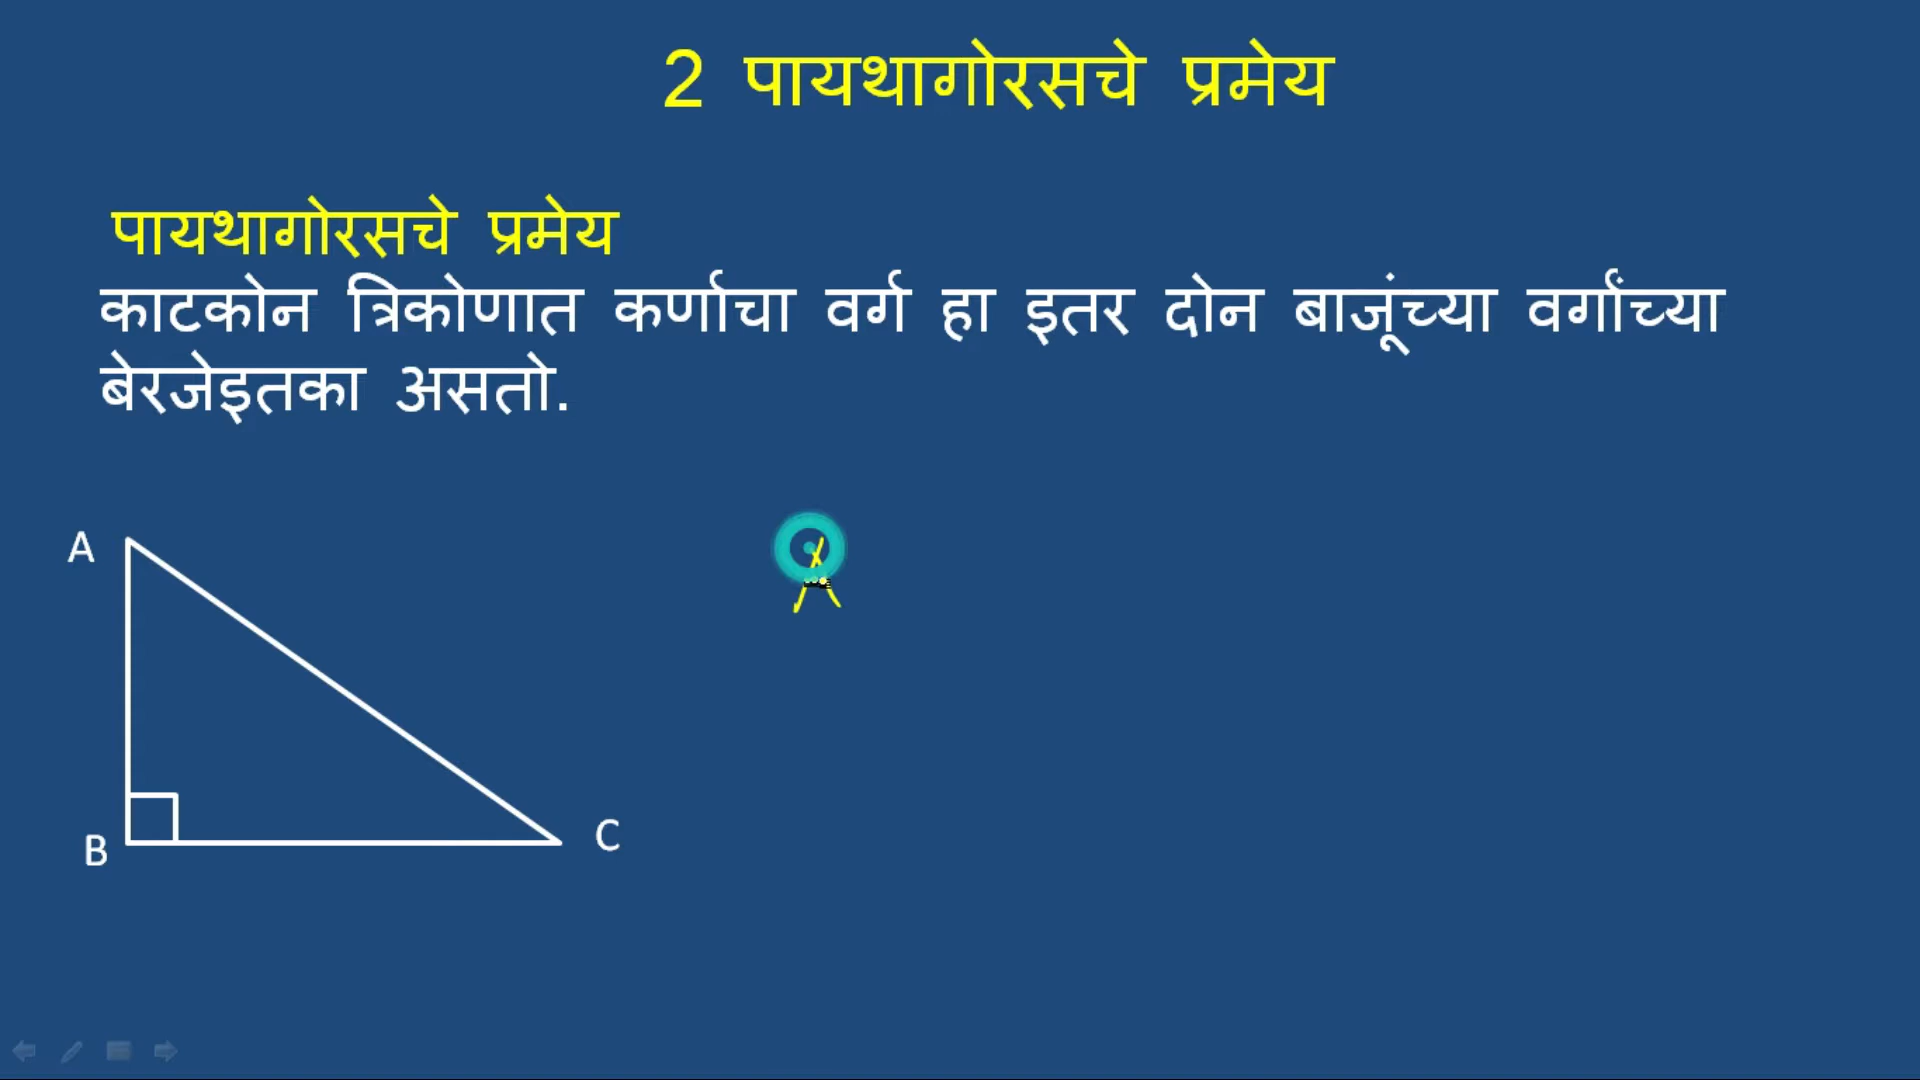 2 पायथागोरसचे प्रमेय
पायथागोरसचे प्रमेय
काटकोन त्रिकोणात कर्णाचा वर्ग हा इतर दोन बाजूंच्या वर्गांच्या
बेरजेइतका असतो.
A
A
B
C